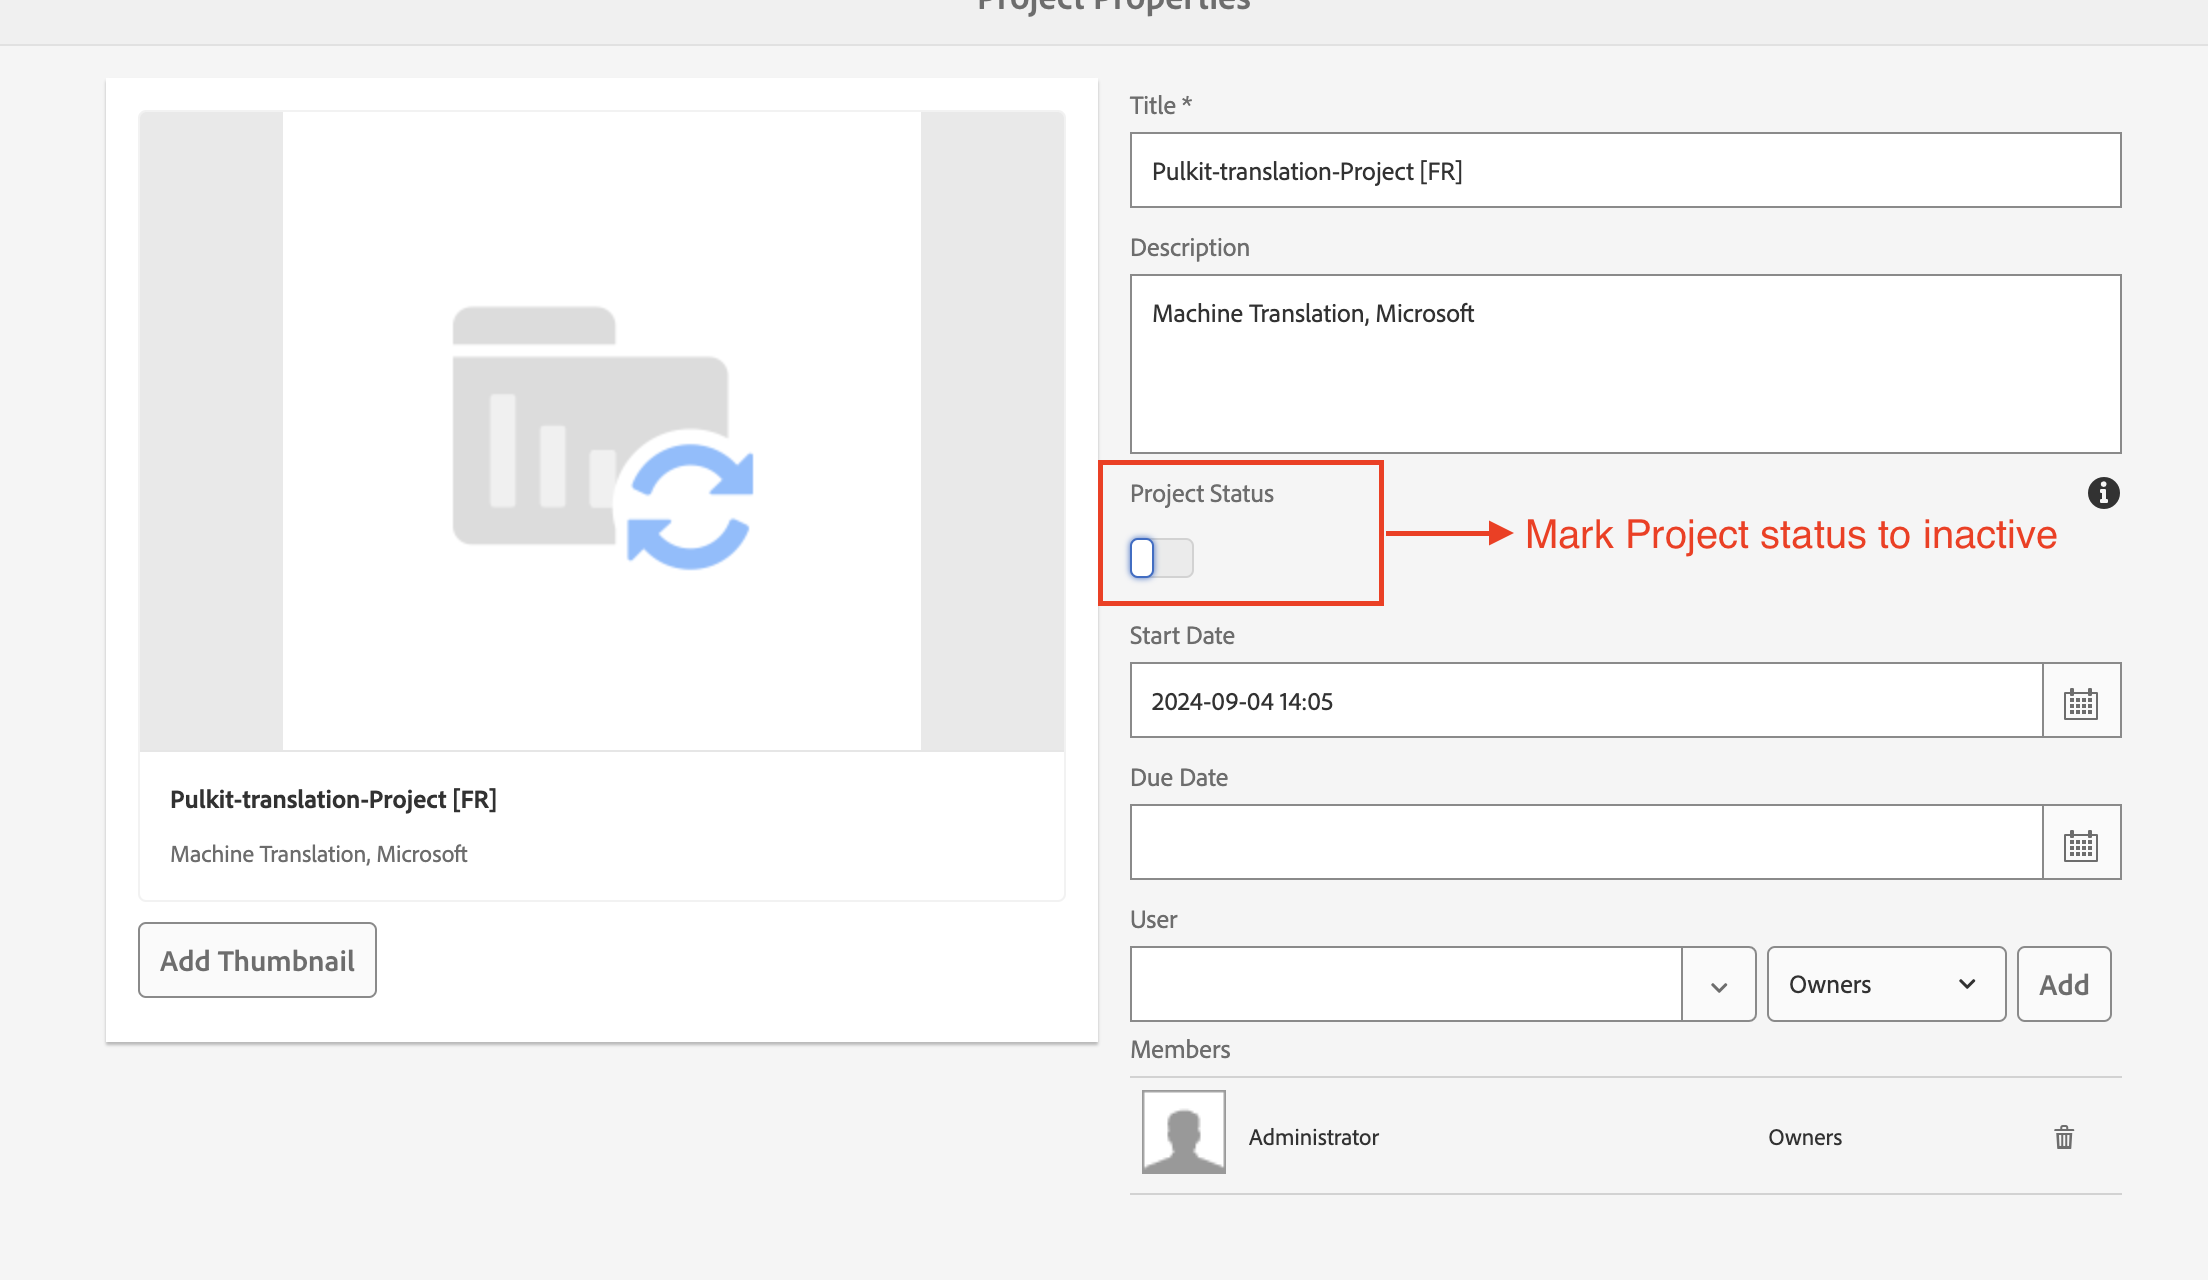 Project Properties
Pulkit-translation-Project [FR]
Machine Translation, Microsoft
Add Thumbnail
Title *
Pulkit-translation-Project [FR]
Description
Machine Translation, Microsoft
Project Status
Mark Project status to inactive
Start Date
2024-09-04 14:05
Due Date
User
Owners
Add
Members
Administrator
Owners